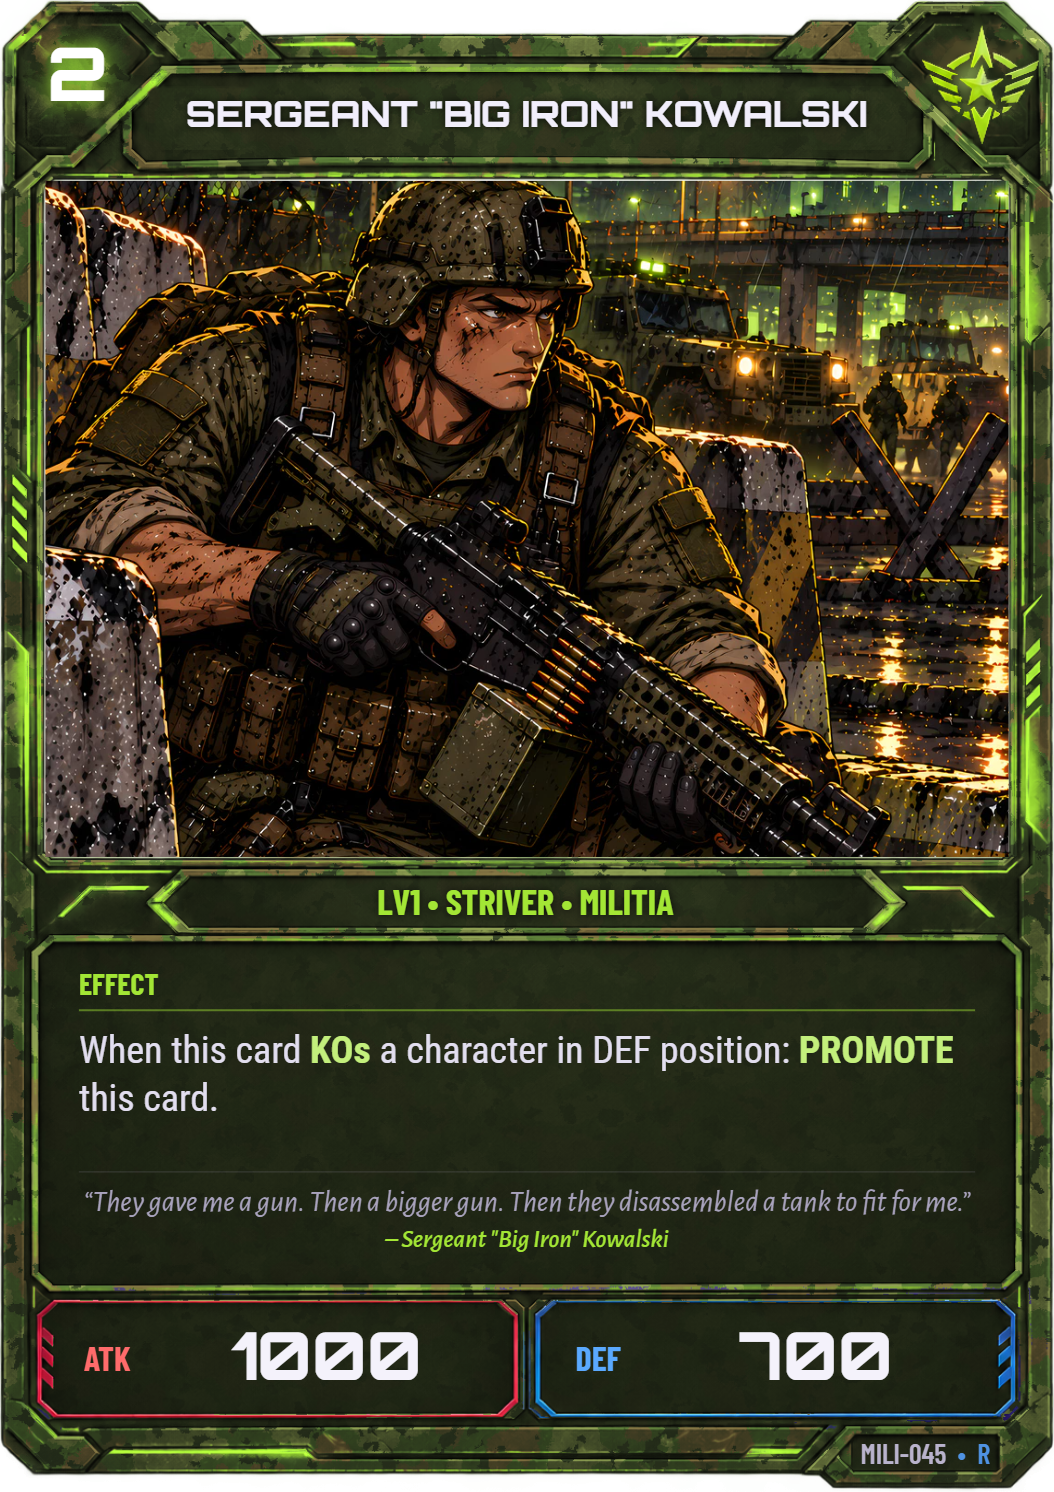 2
SERGEANT "BIG IRON" KOWALSKI
LV1 • STRIVER • MILITIA
EFFECT
When this card KOs a character in DEF position: PROMOTE
this card.
“They gave me a gun. Then a bigger gun. Then they disassembled a tank to fit for me.”
– Sergeant "Big Iron" Kowalski
ATK 1000
DEF 700
MILI-045 • R